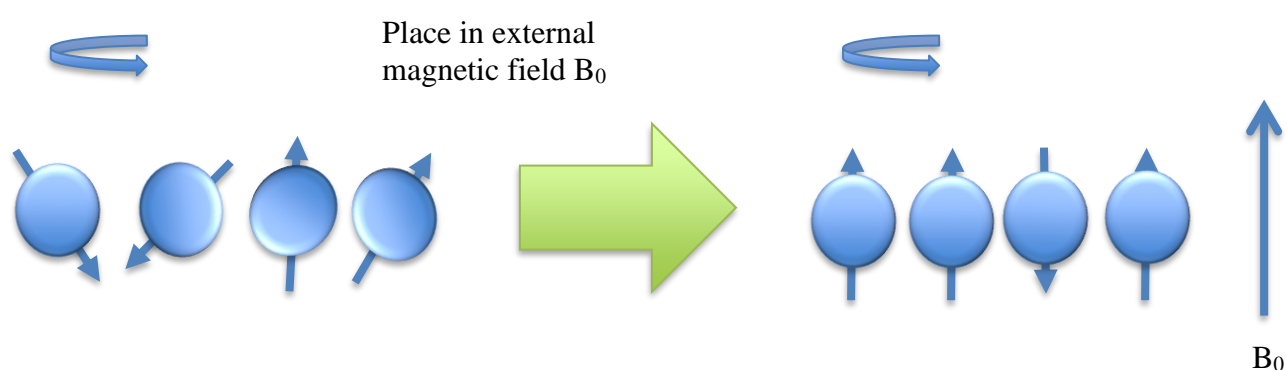 Place in external
magnetic field B₀
B₀